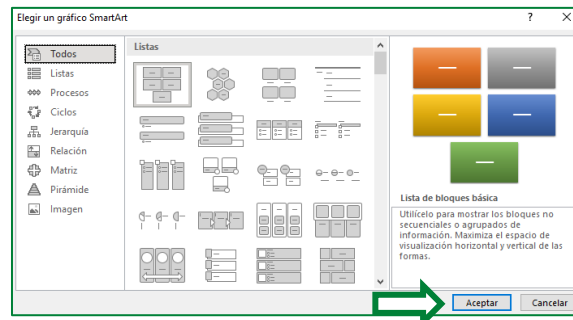 Elegir un gráfico SmartArt
?
Todos
Listas
Procesos
Ciclos
Jerarquía
Relación
Matriz
Pirámide
Imagen
Listas
Lista de bloques básica
Utilícelo para mostrar los bloques no
secuenciales o agrupados de
información. Maximiza el espacio de
visualización horizontal y vertical de las
formas.
Aceptar
Cancelar